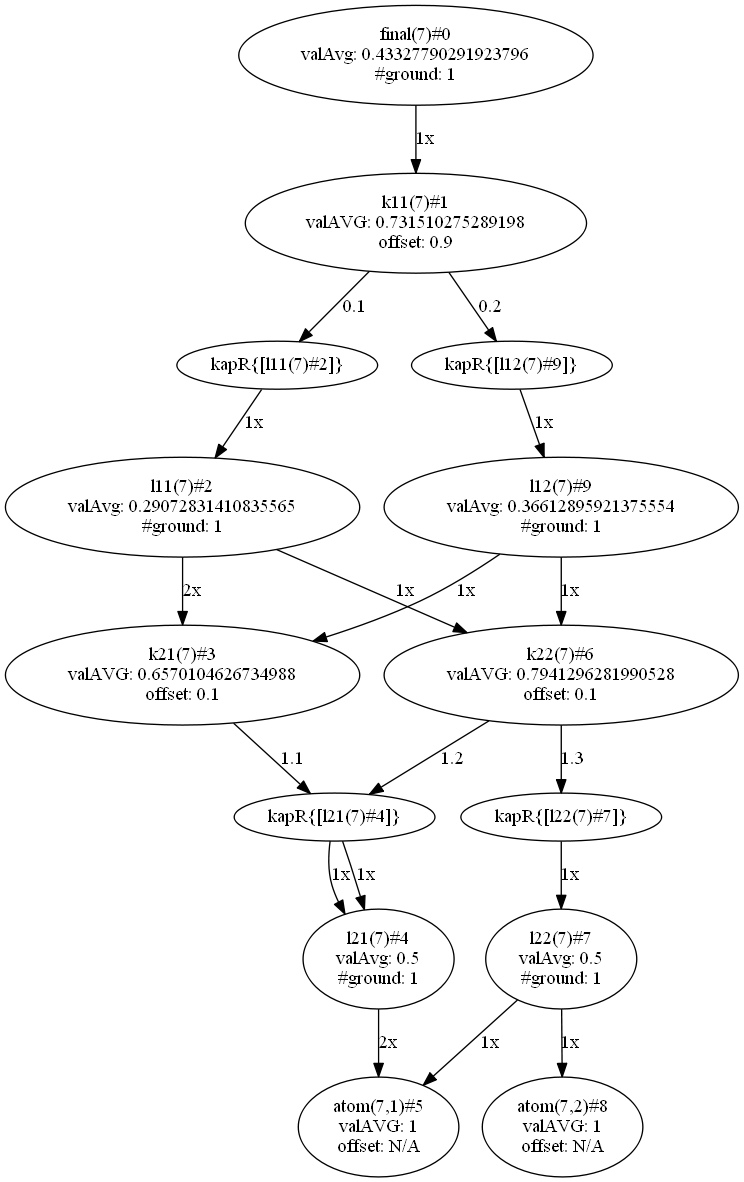 final(7)#0
valAvg: 0.43327790291923796
#ground: 1
1x
k11(7)#1
valAVG: 0.731510275289198
offset: 0.9
0.1
0.2
kapR{[l11(7)#2]}
kapR{[l12(7)#9]}
1x
1x
l11(7)#2
valAvg: 0.29072831410835565
#ground: 1
l12(7)#9
valAvg: 0.36612895921375554
#ground: 1
2x
1x
1x
1x
k21(7)#3
valAVG: 0.6570104626734988
offset: 0.1
k22(7)#6
valAVG: 0.7941296281990528
offset: 0.1
1.1
1.2
1.3
kapR{[l21(7)#4]}
kapR{[l22(7)#7]}
1x
1x
1x
l21(7)#4
valAvg: 0.5
#ground: 1
l22(7)#7
valAvg: 0.5
#ground: 1
2x
1x
1x
atom(7,1)#5
valAVG: 1
offset: N/A
atom(7,2)#8
valAVG: 1
offset: N/A